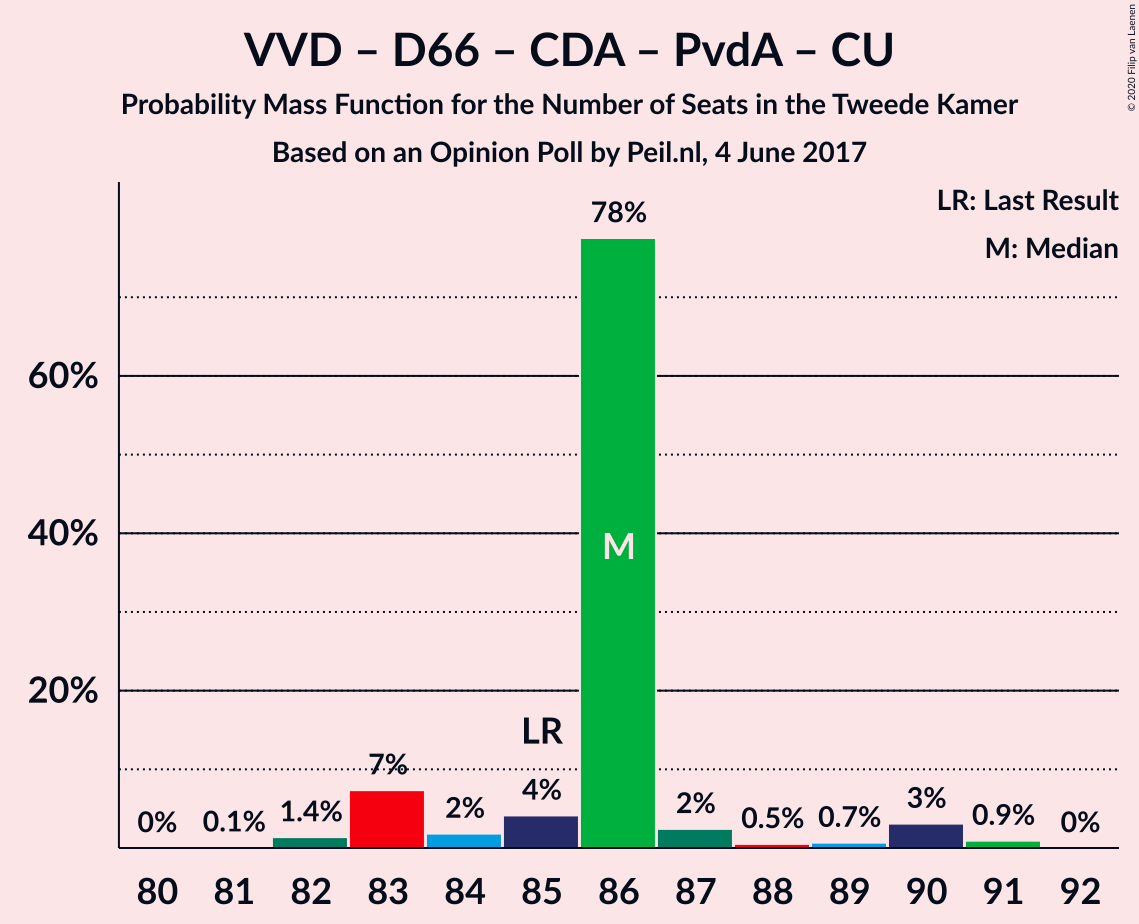 VVD – D66 – CDA – PvdA – CU
Probability Mass Function for the Number of Seats in the Tweede Kamer
Based on an Opinion Poll by Peil.nl, 4 June 2017
© 2020 Filip van Laenen
LR: Last Result
M: Median
78%
60%
40%
20%
M
LR
0%
0.1%
1.4%
7%
2%
4%
2%
0.5%
0.7%
3%
0.9%
0%
80 81 82 83 84 85 86 87 88 89 90 91 92